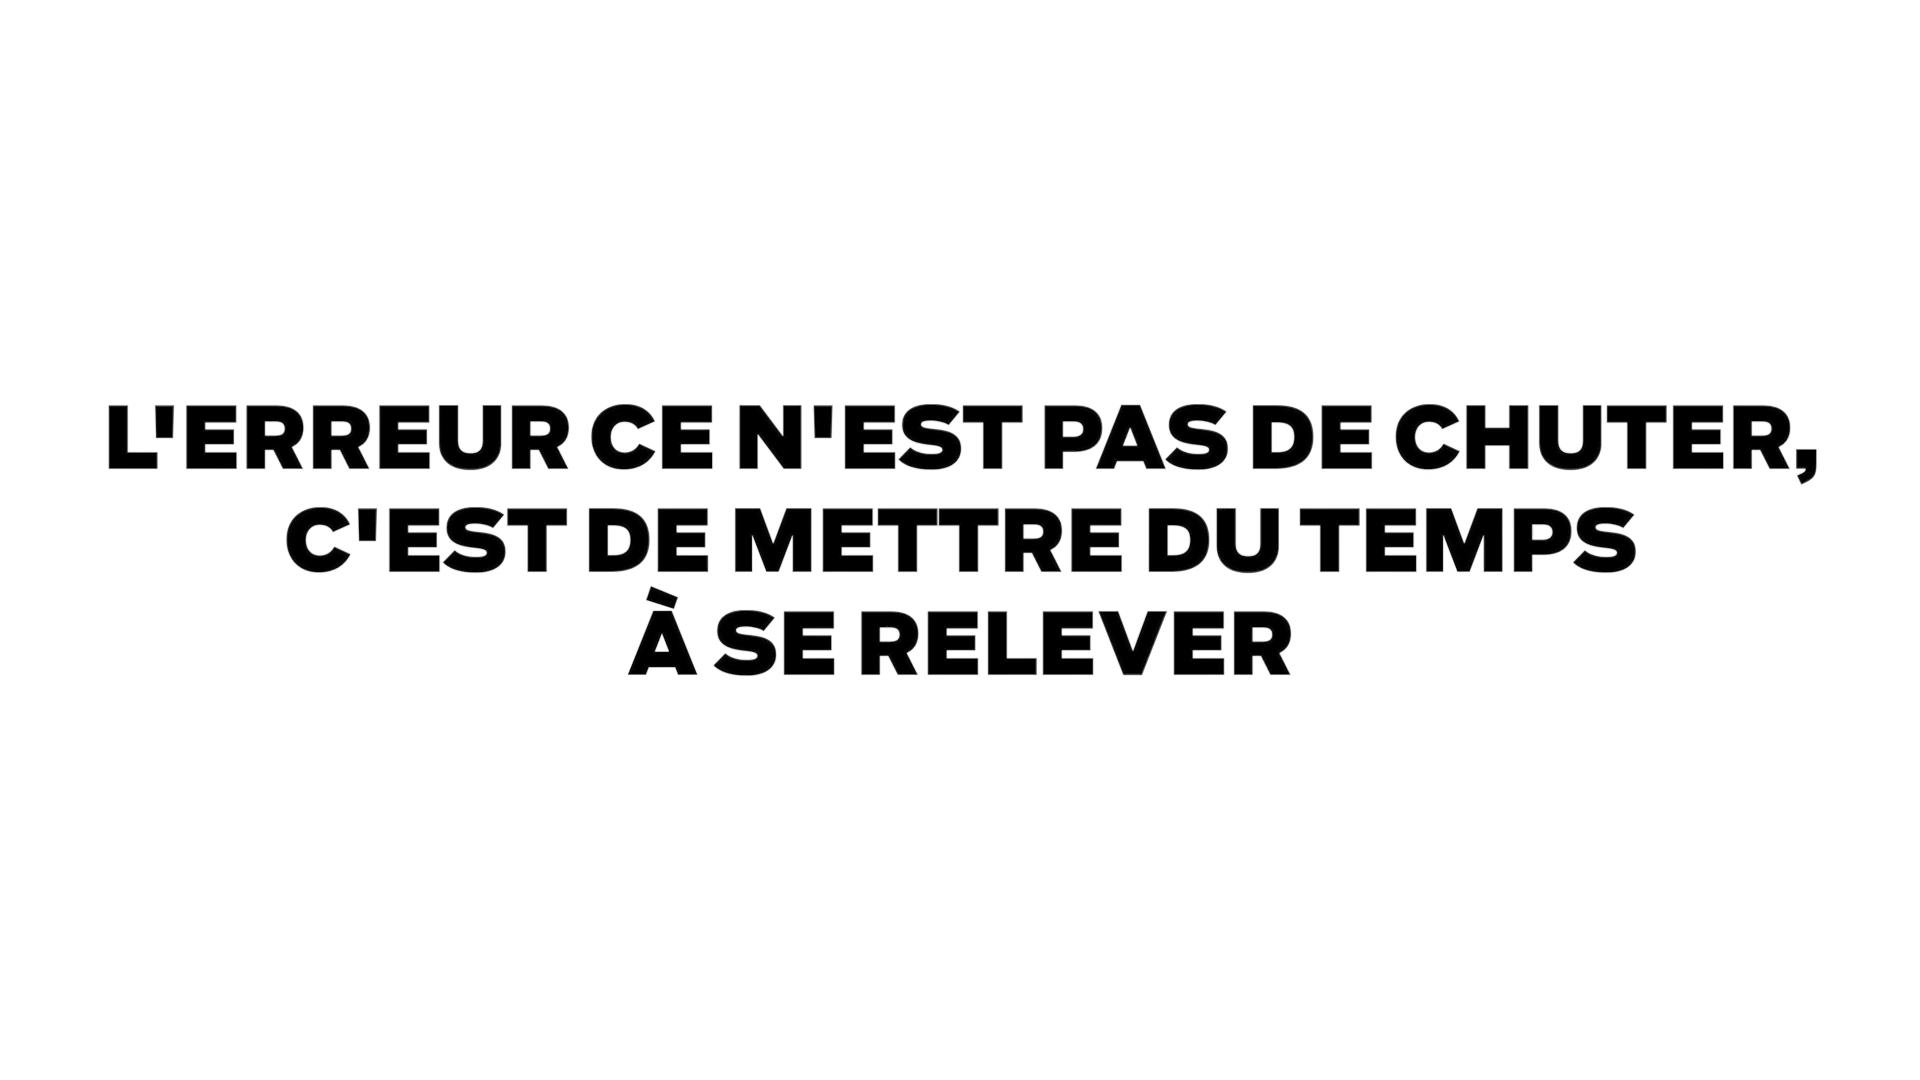 L'ERREUR CE N'EST PAS DE CHUTER,
C'EST DE METTRE DU TEMPS
À SE RELEVER